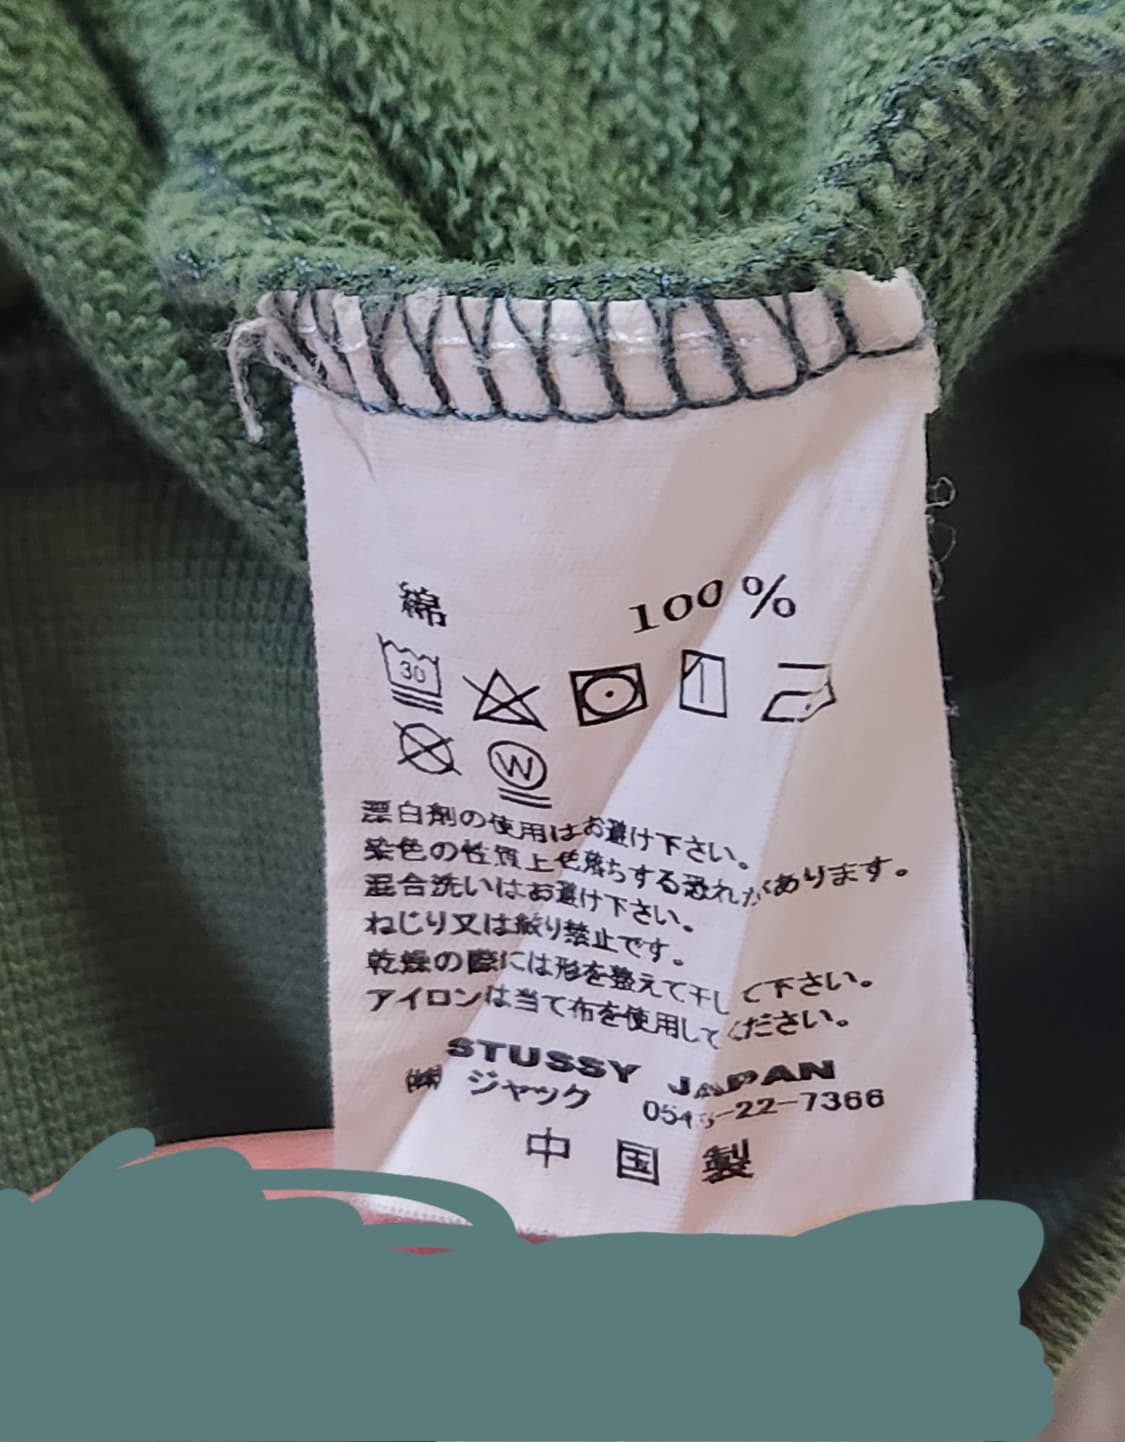 綿 100%
30
W
漂白剤の使用はお避け下さい。
染色の性質上色落ちする恐れがあります。
混合洗いはお避け下さい。
ねじり又は絞り禁止です。
乾燥の際には形を整えて干して下さい。
アイロンは当て布を使用してください。
STUSSY JAPAN
㈱ ジャック
中国製